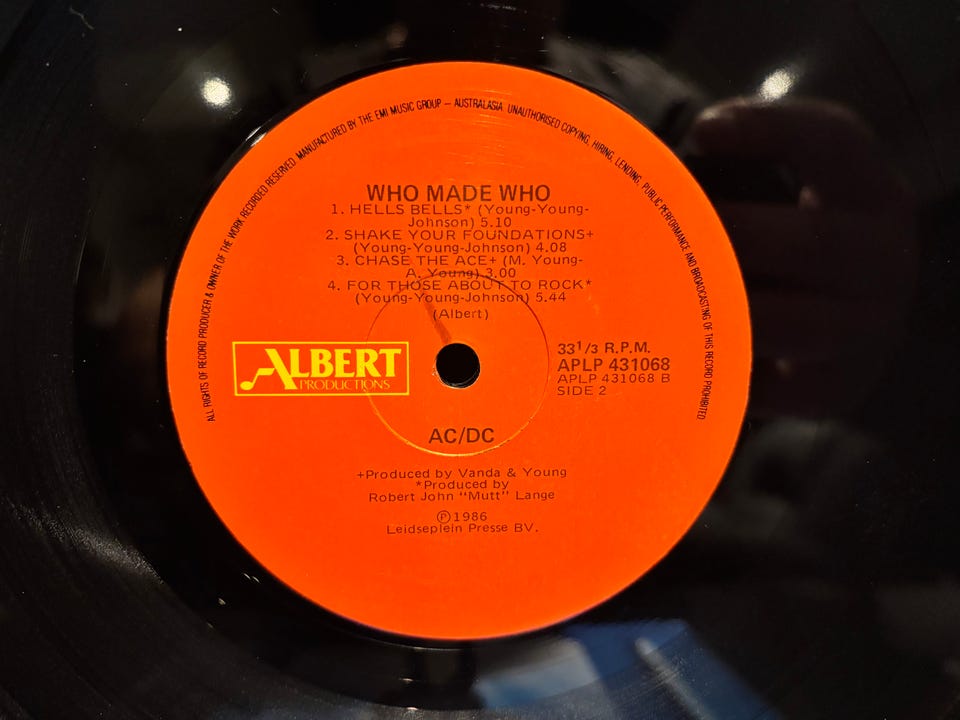 ALL RIGHTS OF RECORD PRODUCER & OWNER OF THE WORK RECORDED RESERVED. MANUFACTURED BY THE EMI MUSIC GROUP – AUSTRALASIA UNAUTHORISED COPYING, HIRING, LENDING, PUBLIC PERFORMANCE AND BROADCASTING OF THIS RECORD PROHIBITED
WHO MADE WHO
1. HELLS BELLS* (Young-Young-
Johnson) 5.10
2. SHAKE YOUR FOUNDATIONS+
(Young-Young-Johnson) 4.08
3. CHASE THE ACE+ (M. Young-
A. Young) 3.00
4. FOR THOSE ABOUT TO ROCK*
(Young-Young-Johnson) 5.44
(Albert)
ALBERT
PRODUCTIONS
33 1/3 R.P.M.
APLP 431068
APLP 431068 B
SIDE 2
AC/DC
+Produced by Vanda & Young
*Produced by
Robert John "Mutt" Lange
℗1986
Leidseplein Presse BV.